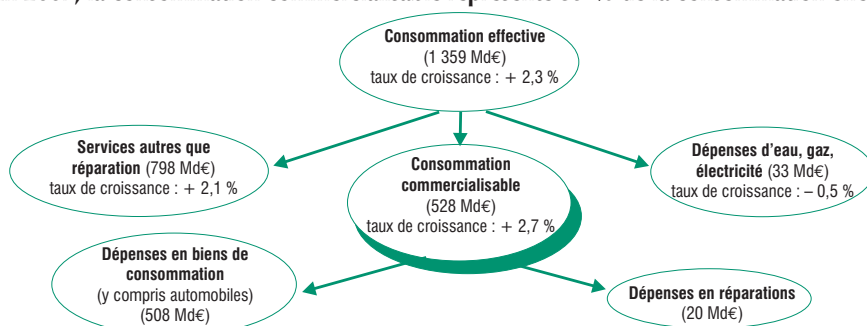 Consommation effective
(1 359 Md€)
taux de croissance : + 2,3 %
Services autres que
réparation (798 Md€)
taux de croissance : + 2,1 %
Consommation
commercialisable
(528 Md€)
taux de croissance : + 2,7 %
Dépenses d'eau, gaz,
électricité (33 Md€)
taux de croissance : – 0,5 %
Dépenses en biens de
consommation
(y compris automobiles)
(508 Md€)
Dépenses en réparations
(20 Md€)